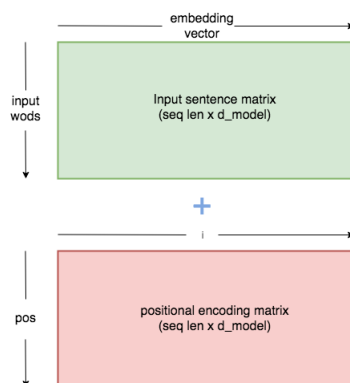 embedding
vector
input
wods
Input sentence matrix
(seq len x d_model)
+
i
pos
positional encoding matrix
(seq len x d_model)